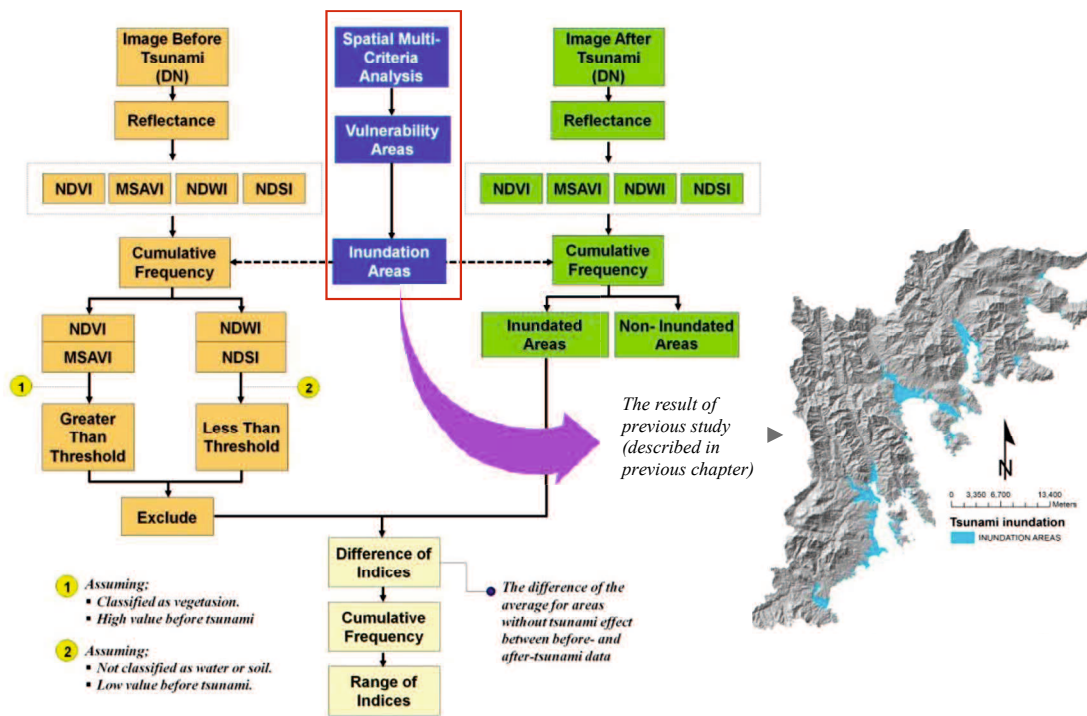 Image Before
Tsunami
(DN)
Reflectance
NDVI
MSAVI
NDWI
NDSI
Cumulative
Frequency
NDVI
MSAVI
NDWI
NDSI
1
2
Greater
Than
Threshold
Less Than
Threshold
Exclude
Spatial Multi-
Criteria
Analysis
Vulnerability
Areas
Inundation
Areas
Image After
Tsunami
(DN)
Reflectance
NDVI
MSAVI
NDWI
NDSI
Cumulative
Frequency
Inundated
Areas
Non- Inundated
Areas
The result of
previous study
(described in
previous chapter)
Difference of
Indices
Cumulative
Frequency
Range of
Indices
1
Assuming;
▪ Classified as vegetasion.
▪ High value before tsunami
2
Assuming;
▪ Not classified as water or soil.
▪ Low value before tsunami.
The difference of the
average for areas
without tsunami effect
between before- and
after-tsunami data
N
0 3,350 6,700 13,400
Meters
Tsunami inundation
INUNDATION AREAS